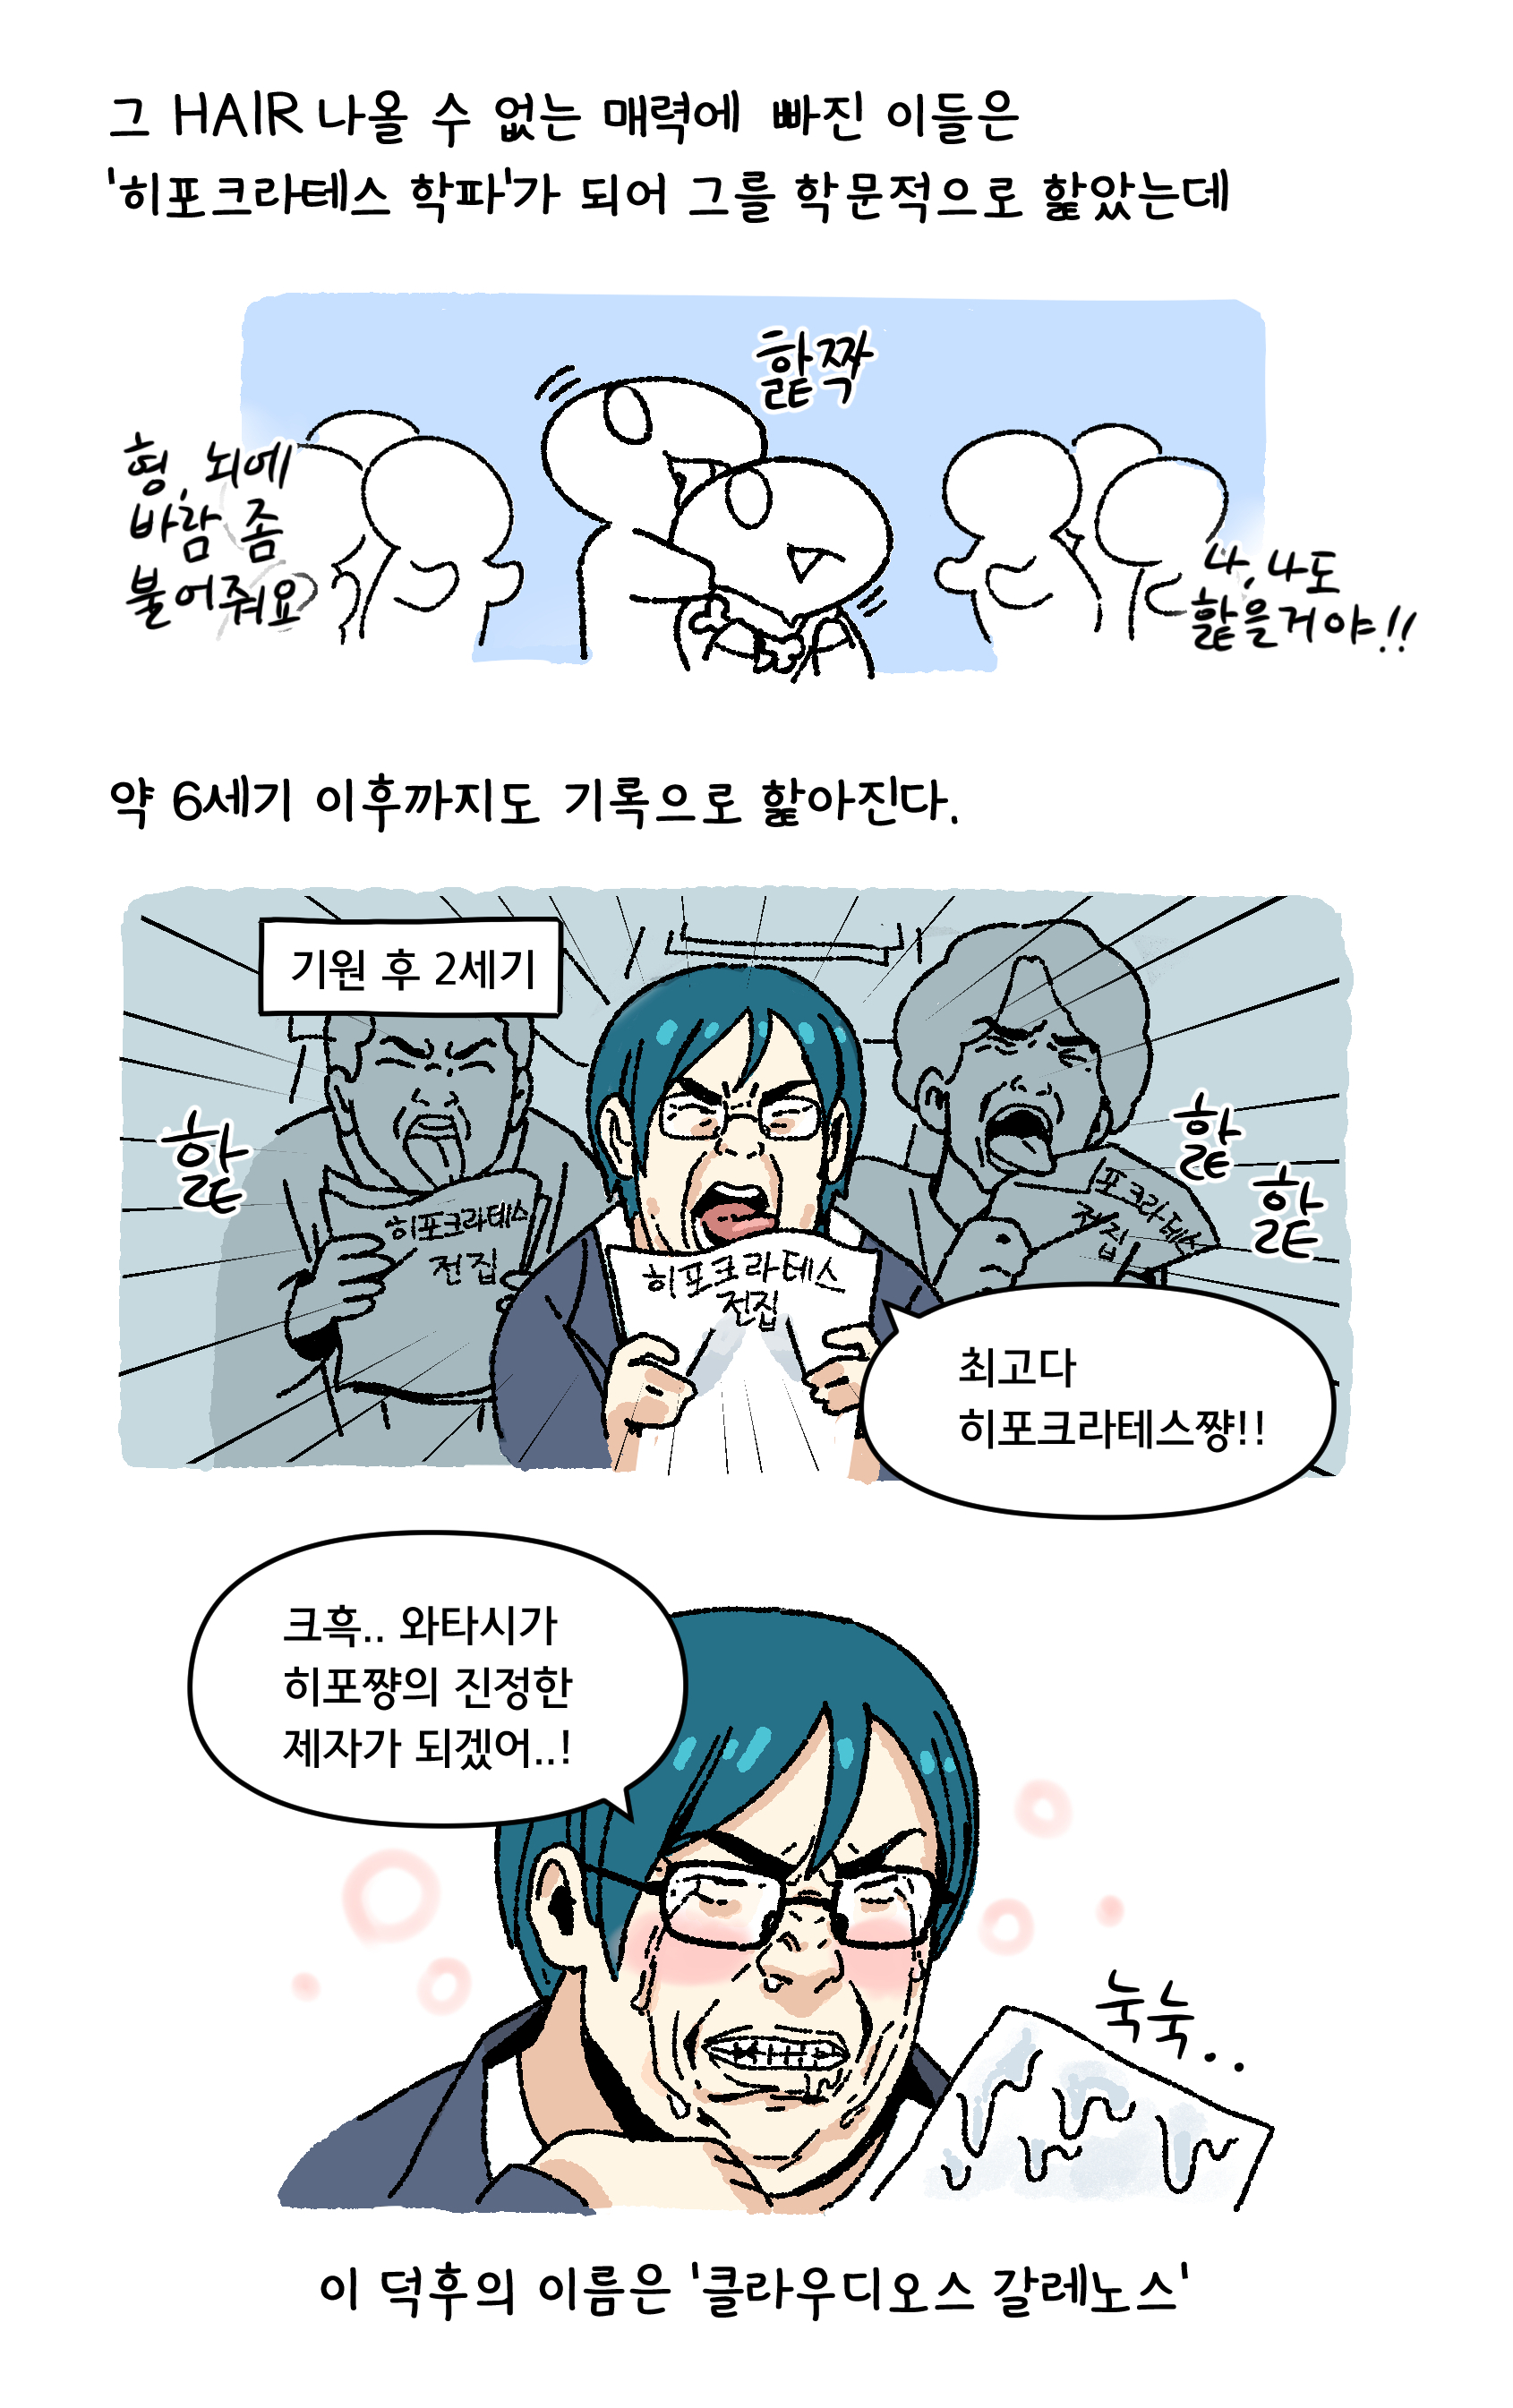 그 HAIR 나올 수 없는 매력에 빠진 이들은
'히포크라테스 학파'가 되어 그를 학문적으로 핥았는데
핥짝
형, 뇌에
바람 좀
불어줘요
나, 나도
핥을거야!!
약 6세기 이후까지도 기록으로 핥아진다.
기원 후 2세기
핥
핥
핥
히포크라테스
전집
히포크라테스
전집
히포크라테스
전집
최고다
히포크라테스쨩!!
크흑.. 와타시가
히포쨩의 진정한
제자가 되겠어..!
눅눅..
이 덕후의 이름은 '클라우디오스 갈레노스'